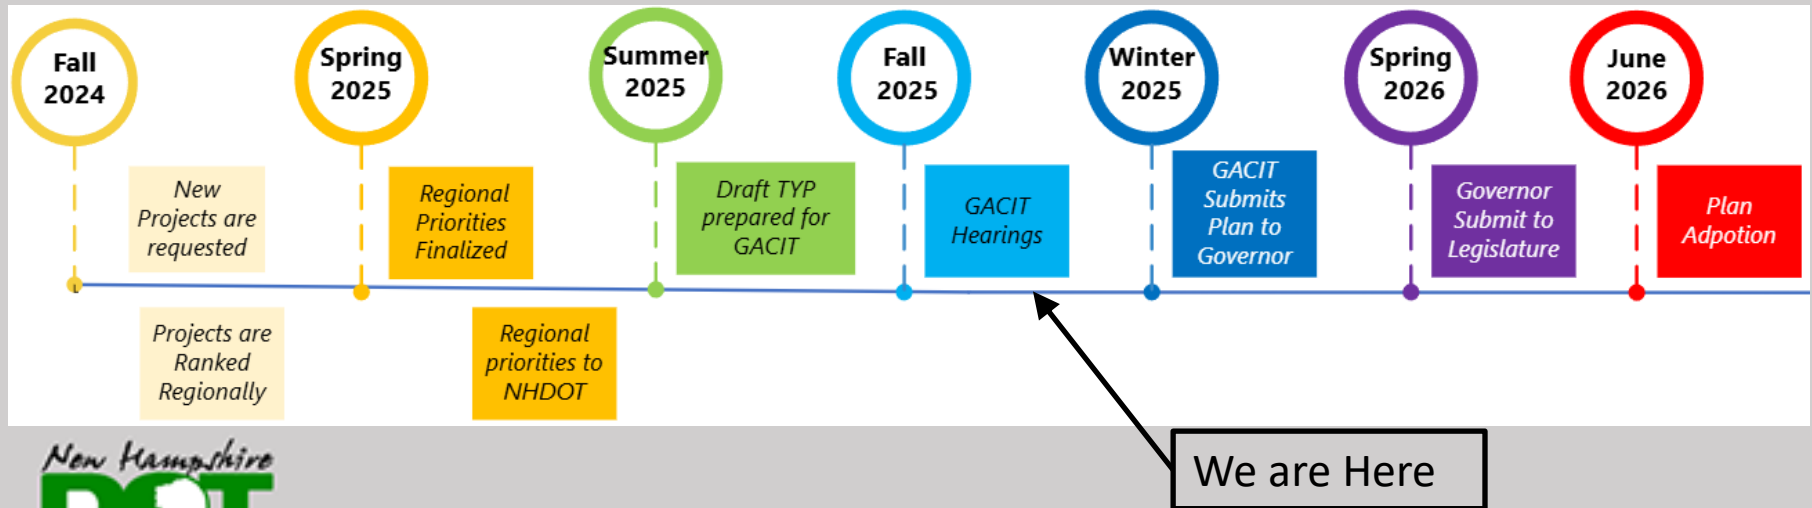 Fall
2024
Spring
2025
Summer
2025
Fall
2025
Winter
2025
Spring
2026
June
2026
New
Projects are
requested
Regional
Priorities
Finalized
Draft TYP
prepared for
GACIT
GACIT
Hearings
GACIT
Submits
Plan to
Governor
Governor
Submit to
Legislature
Plan
Adpotion
Projects are
Ranked
Regionally
Regional
priorities to
NHDOT
We are Here
New Hampshire
DOT